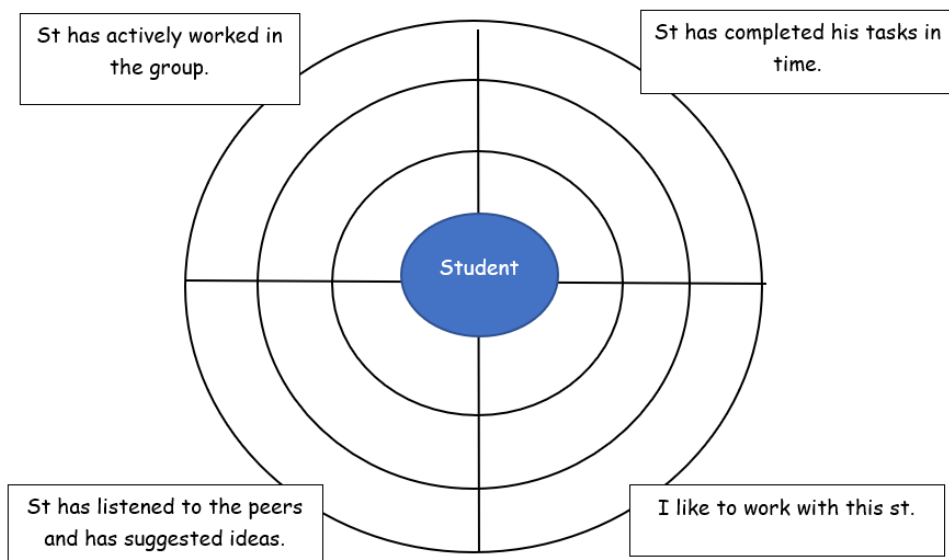 St has actively worked in
the group.
St has completed his tasks in
time.
Student
St has listened to the peers
and has suggested ideas.
I like to work with this st.